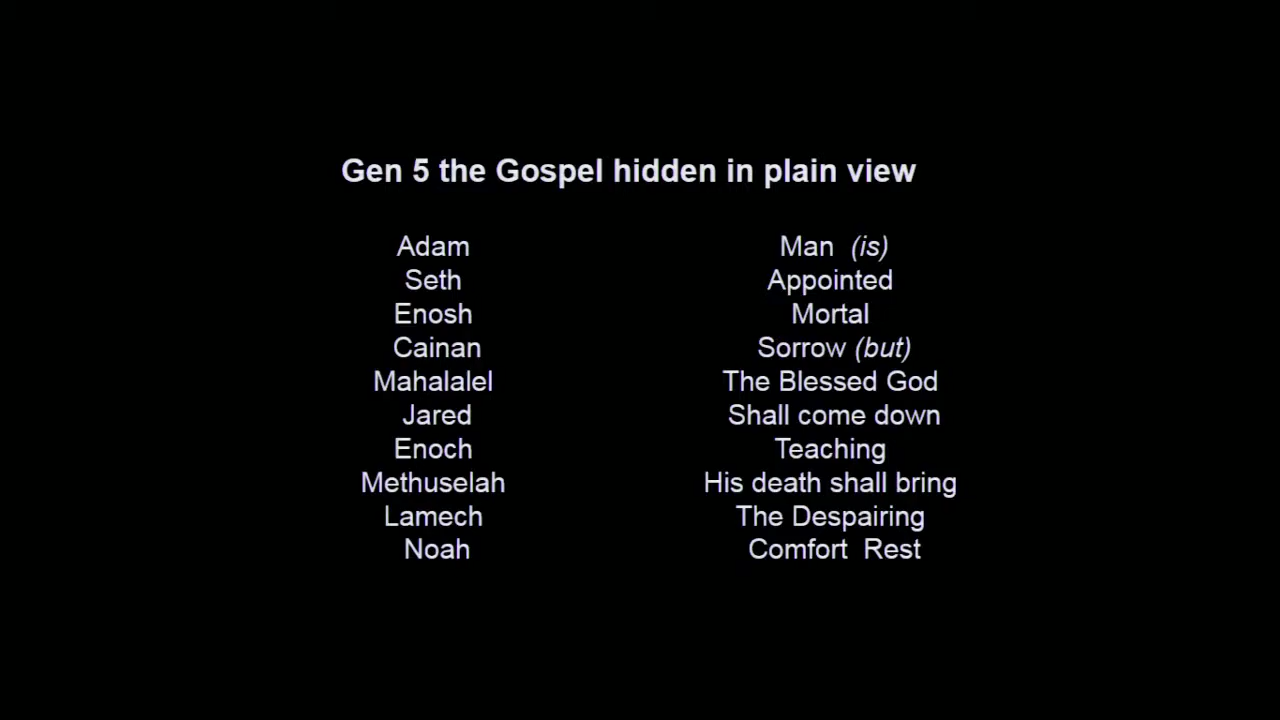 Gen 5 the Gospel hidden in plain view
Adam Man (is)
Seth Appointed
Enosh Mortal
Cainan Sorrow (but)
Mahalalel The Blessed God
Jared Shall come down
Enoch Teaching
Methuselah His death shall bring
Lamech The Despairing
Noah Comfort Rest